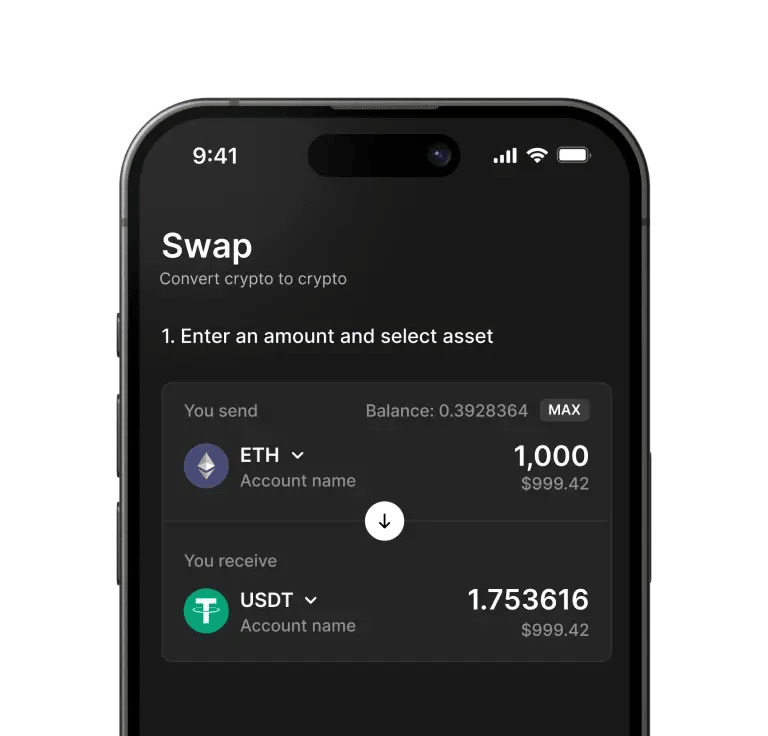 9:41
Swap
Convert crypto to crypto
1. Enter an amount and select asset
You send Balance: 0.3928364 MAX
ETH 1,000
Account name $999.42
You receive
USDT 1.753616
Account name $999.42